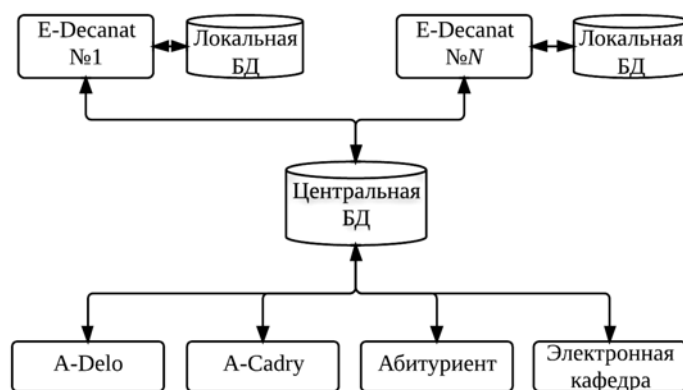 E-Decanat
№1
Локальная
БД
E-Decanat
№N
Локальная
БД
Центральная
БД
A-Delo
A-Cadry
Абитуриент
Электронная
кафедра